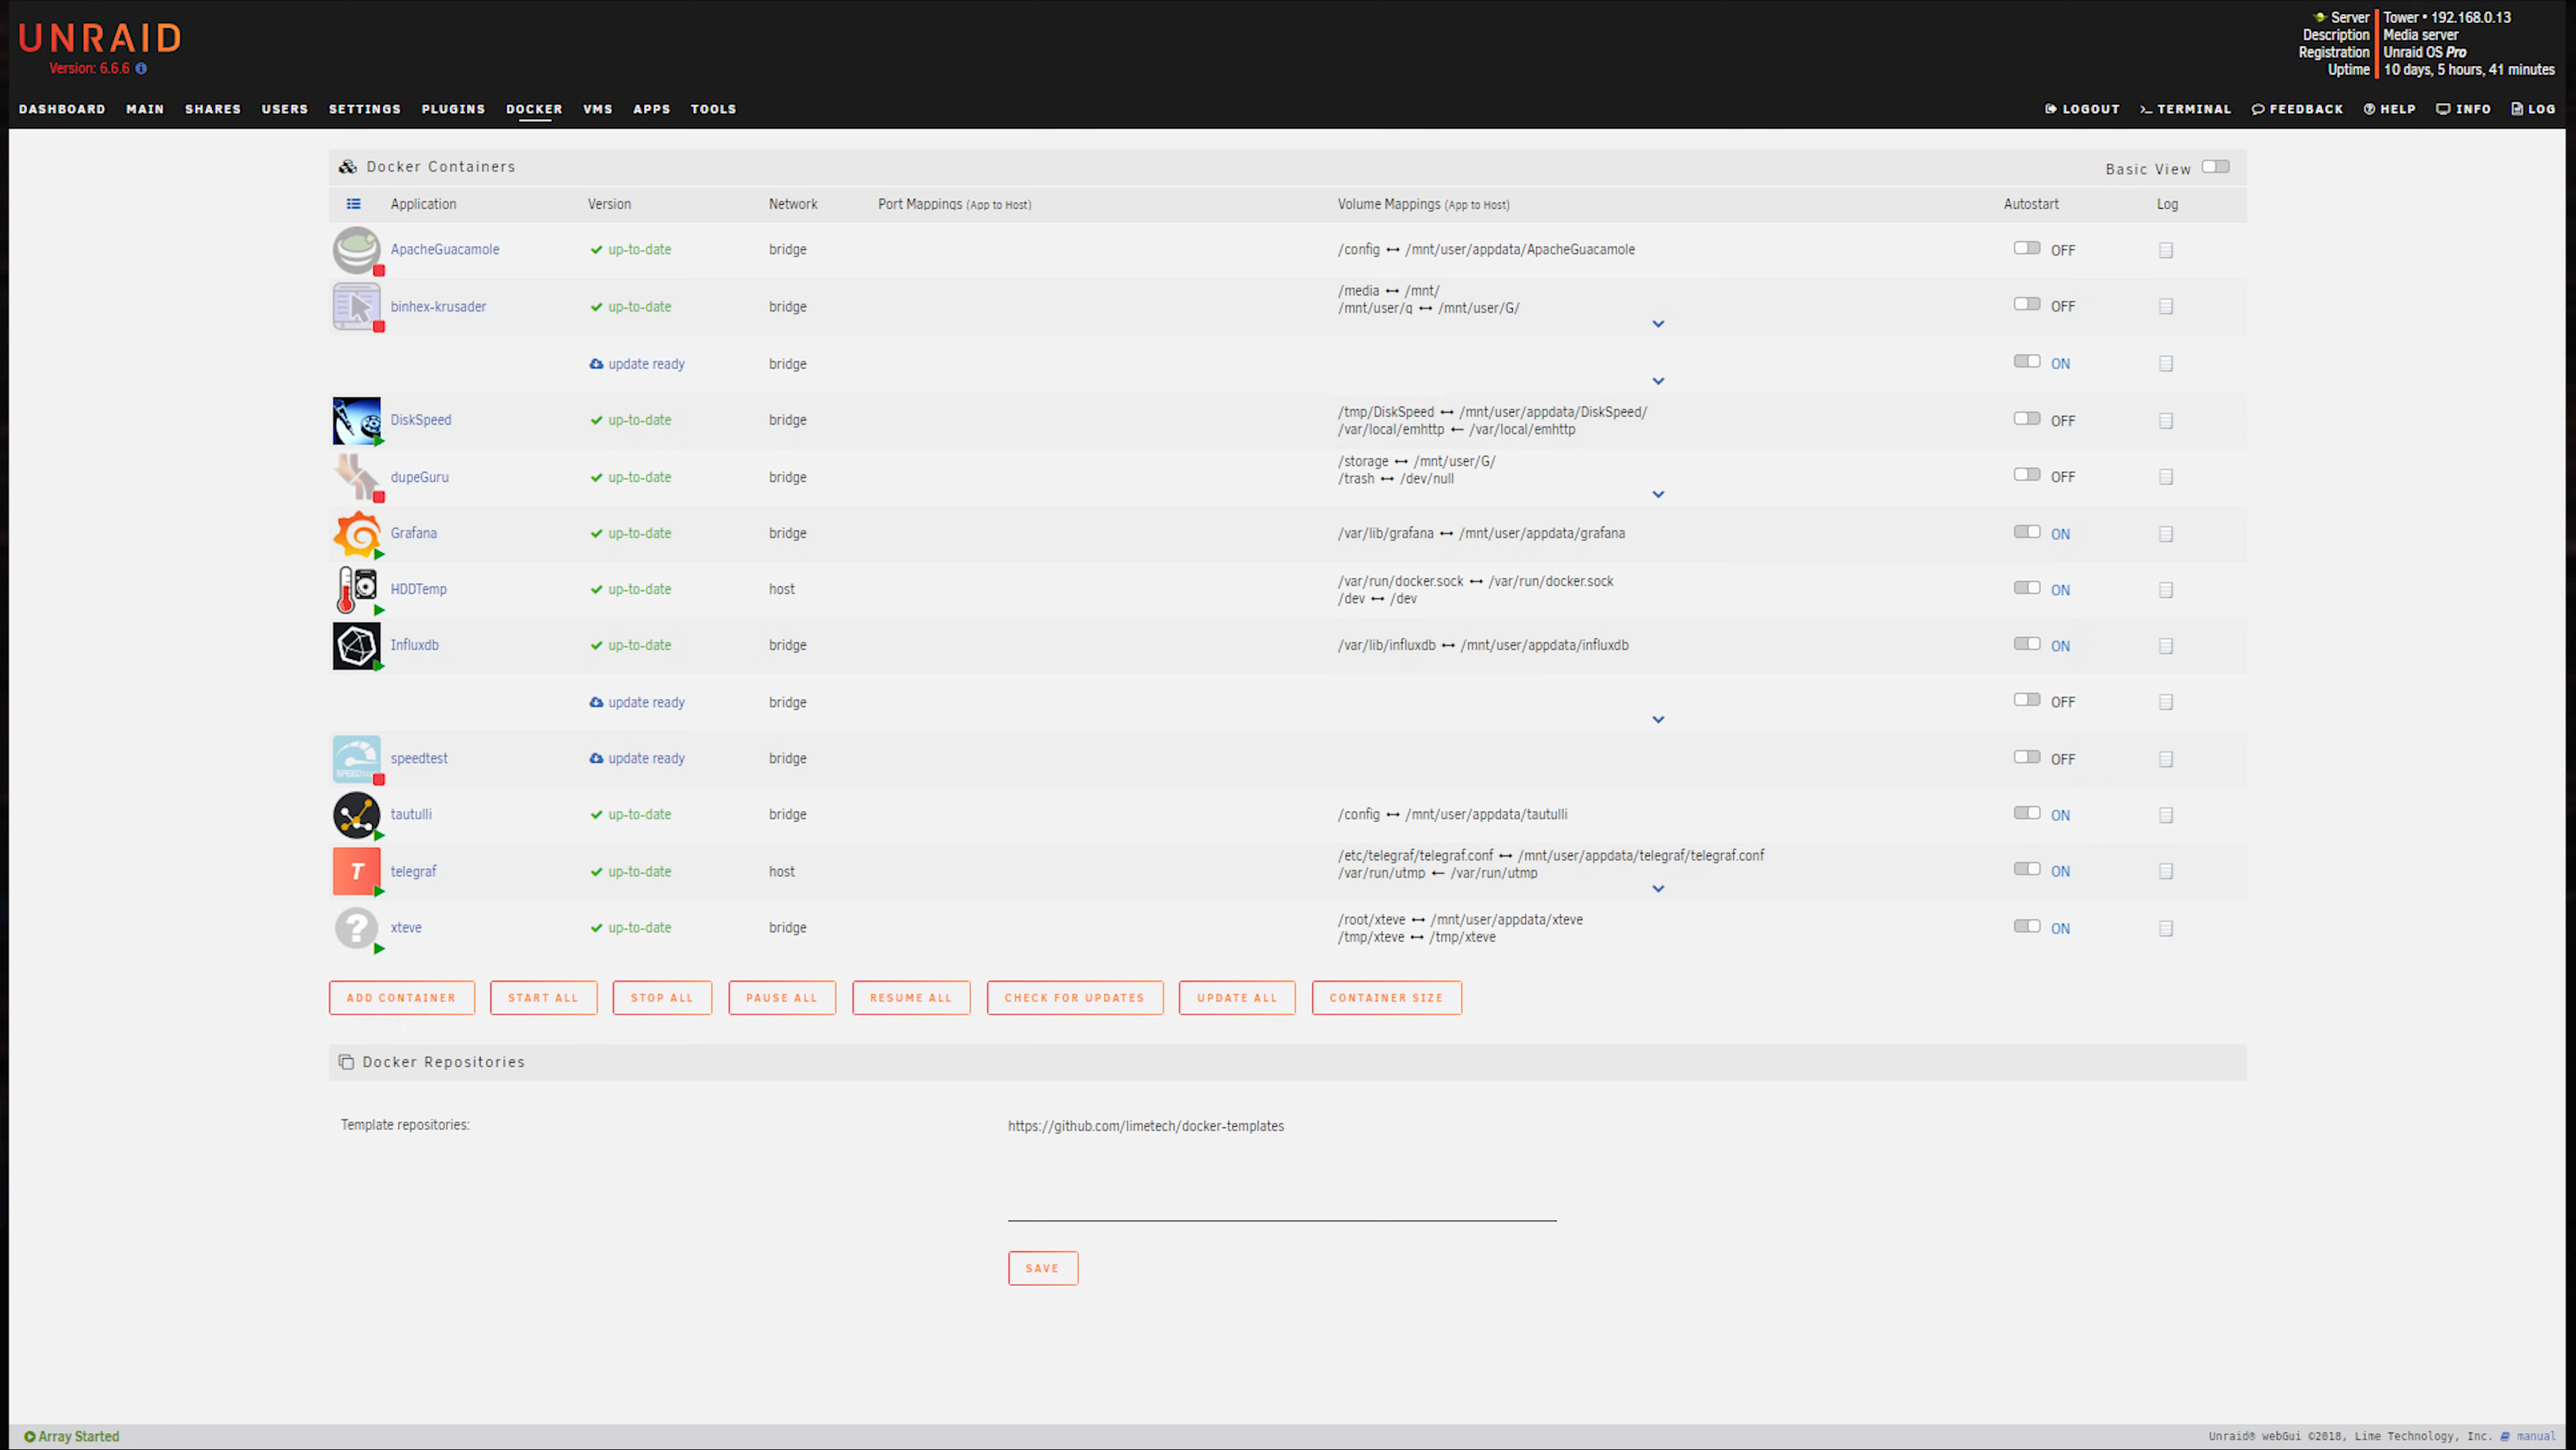 UNRAID
Version: 6.6.6
Server Tower • 192.168.0.13
Description Media server
Registration Unraid OS Pro
Uptime 10 days, 5 hours, 41 minutes
DASHBOARD MAIN SHARES USERS SETTINGS PLUGINS DOCKER VMS APPS TOOLS LOGOUT TERMINAL FEEDBACK HELP INFO LOG
Docker Containers Basic View
Application Version Network Port Mappings (App to Host) Volume Mappings (App to Host) Autostart Log
ApacheGuacamole up-to-date bridge /config ↔ /mnt/user/appdata/ApacheGuacamole OFF
/media ↔ /mnt/
binhex-krusader up-to-date bridge /mnt/user/q ↔ /mnt/user/G/ OFF
update ready bridge ON
DiskSpeed up-to-date bridge /tmp/DiskSpeed ↔ /mnt/user/appdata/DiskSpeed/ OFF
/var/local/emhttp ← /var/local/emhttp
/storage ↔ /mnt/user/G/
dupeGuru up-to-date bridge /trash ↔ /dev/null OFF
Grafana up-to-date bridge /var/lib/grafana ↔ /mnt/user/appdata/grafana ON
HDDTemp up-to-date host /var/run/docker.sock ↔ /var/run/docker.sock ON
/dev ↔ /dev
Influxdb up-to-date bridge /var/lib/influxdb ↔ /mnt/user/appdata/influxdb ON
update ready bridge OFF
speedtest update ready bridge OFF
tautulli up-to-date bridge /config ↔ /mnt/user/appdata/tautulli ON
/etc/telegraf/telegraf.conf ↔ /mnt/user/appdata/telegraf/telegraf.conf
T telegraf up-to-date host /var/run/utmp ← /var/run/utmp ON
? xteve up-to-date bridge /root/xteve ↔ /mnt/user/appdata/xteve ON
/tmp/xteve ↔ /tmp/xteve
ADD CONTAINER START ALL STOP ALL PAUSE ALL RESUME ALL CHECK FOR UPDATES UPDATE ALL CONTAINER SIZE
Docker Repositories
Template repositories: https://github.com/limetech/docker-templates
SAVE
Array Started Unraid® webGui ©2018, Lime Technology, Inc. manual